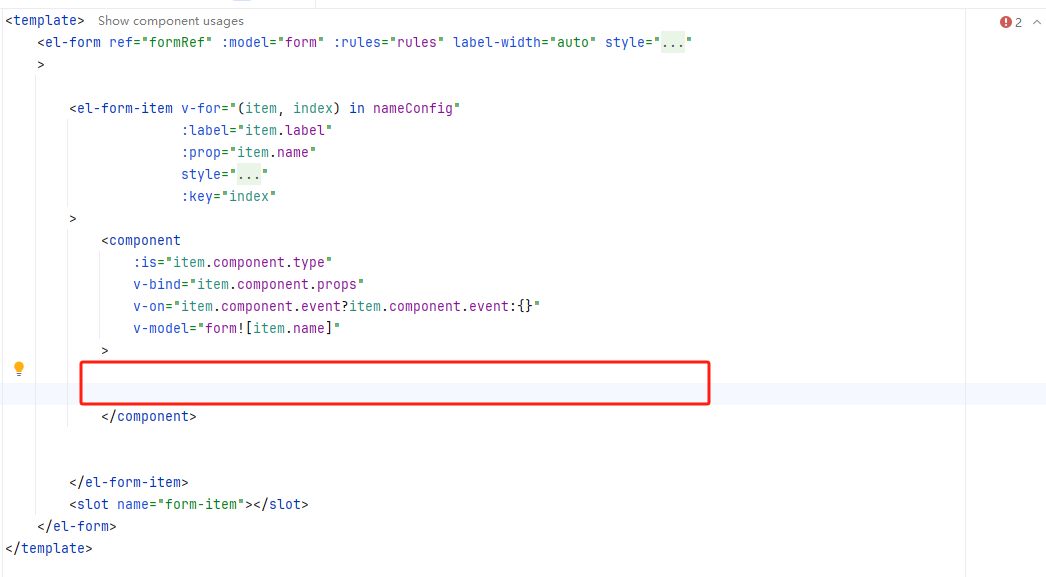 <template> Show component usages
2
<el-form ref="formRef" :model="form" :rules="rules" label-width="auto" style="..."
>
<el-form-item v-for="(item, index) in nameConfig"
:label="item.label"
:prop="item.name"
style="..."
:key="index"
>
<component
:is="item.component.type"
v-bind="item.component.props"
v-on="item.component.event?item.component.event:{}"
v-model="form![item.name]"
>
</component>
</el-form-item>
<slot name="form-item"></slot>
</el-form>
</template>